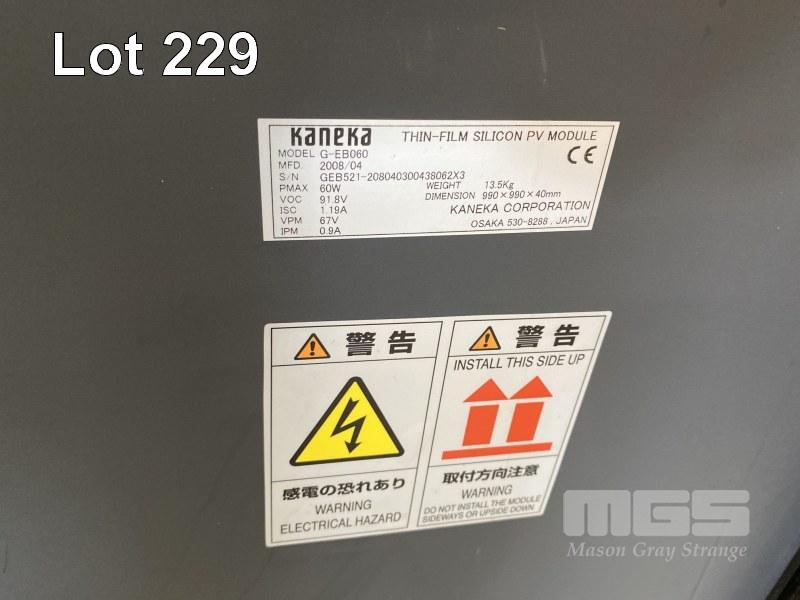 Lot 229
Kaneka THIN-FILM SILICON PV MODULE
MODEL G-EB060
MFD. 2008/04
S/N GEB521-208040300438062X3
PMAX 60W WEIGHT 13.5Kg
VOC 91.8V DIMENSION 990×990×40mm
ISC 1.19A KANEKA CORPORATION
VPM 67V OSAKA 530-8288, JAPAN
IPM 0.9A
CE
警告
感電の恐れあり
WARNING
ELECTRICAL HAZARD
警告
INSTALL THIS SIDE UP
取付方向注意
WARNING
DO NOT INSTALL THE MODULE
SIDEWAYS OR UPSIDE DOWN
MGS
Mason Gray Strange